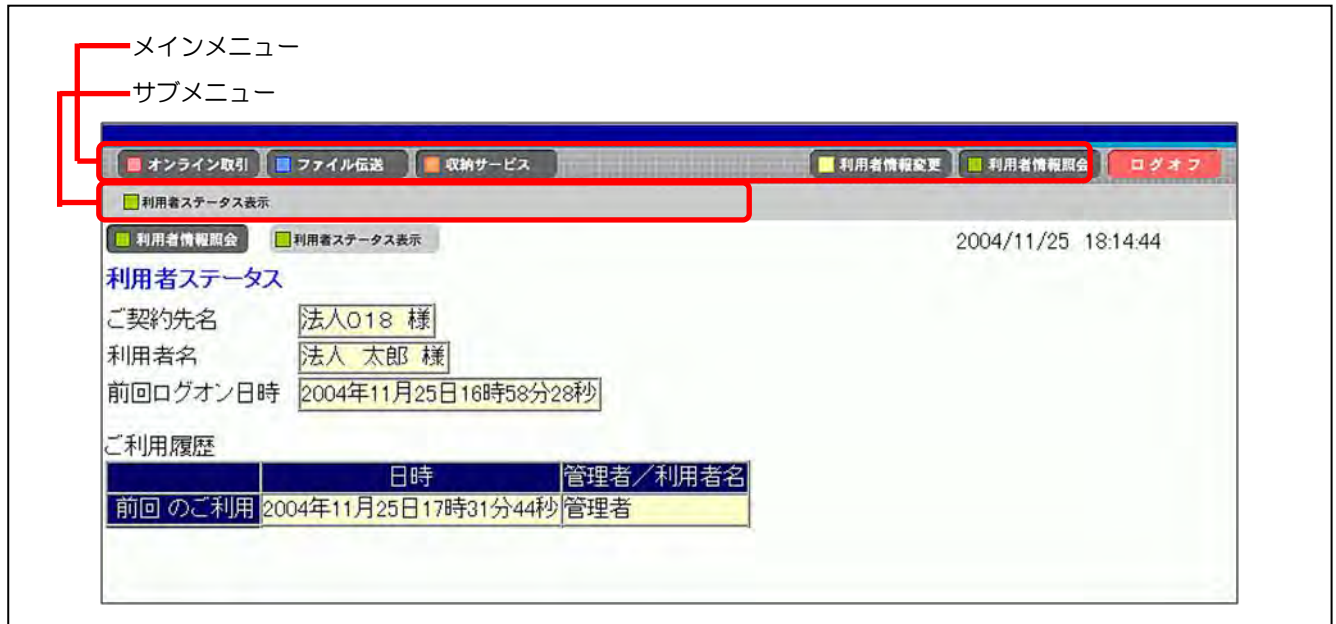 メインメニュー
サブメニュー
オンライン取引 ファイル伝送 収納サービス 利用者情報変更 利用者情報照会 ログオフ
利用者ステータス表示
利用者情報照会 利用者ステータス表示 2004/11/25 18:14:44
利用者ステータス
ご契約先名 法人018 様
利用者名 法人 太郎 様
前回ログオン日時 2004年11月25日16時58分28秒
ご利用履歴
日時 管理者／利用者名
前回 のご利用 2004年11月25日17時31分44秒 管理者